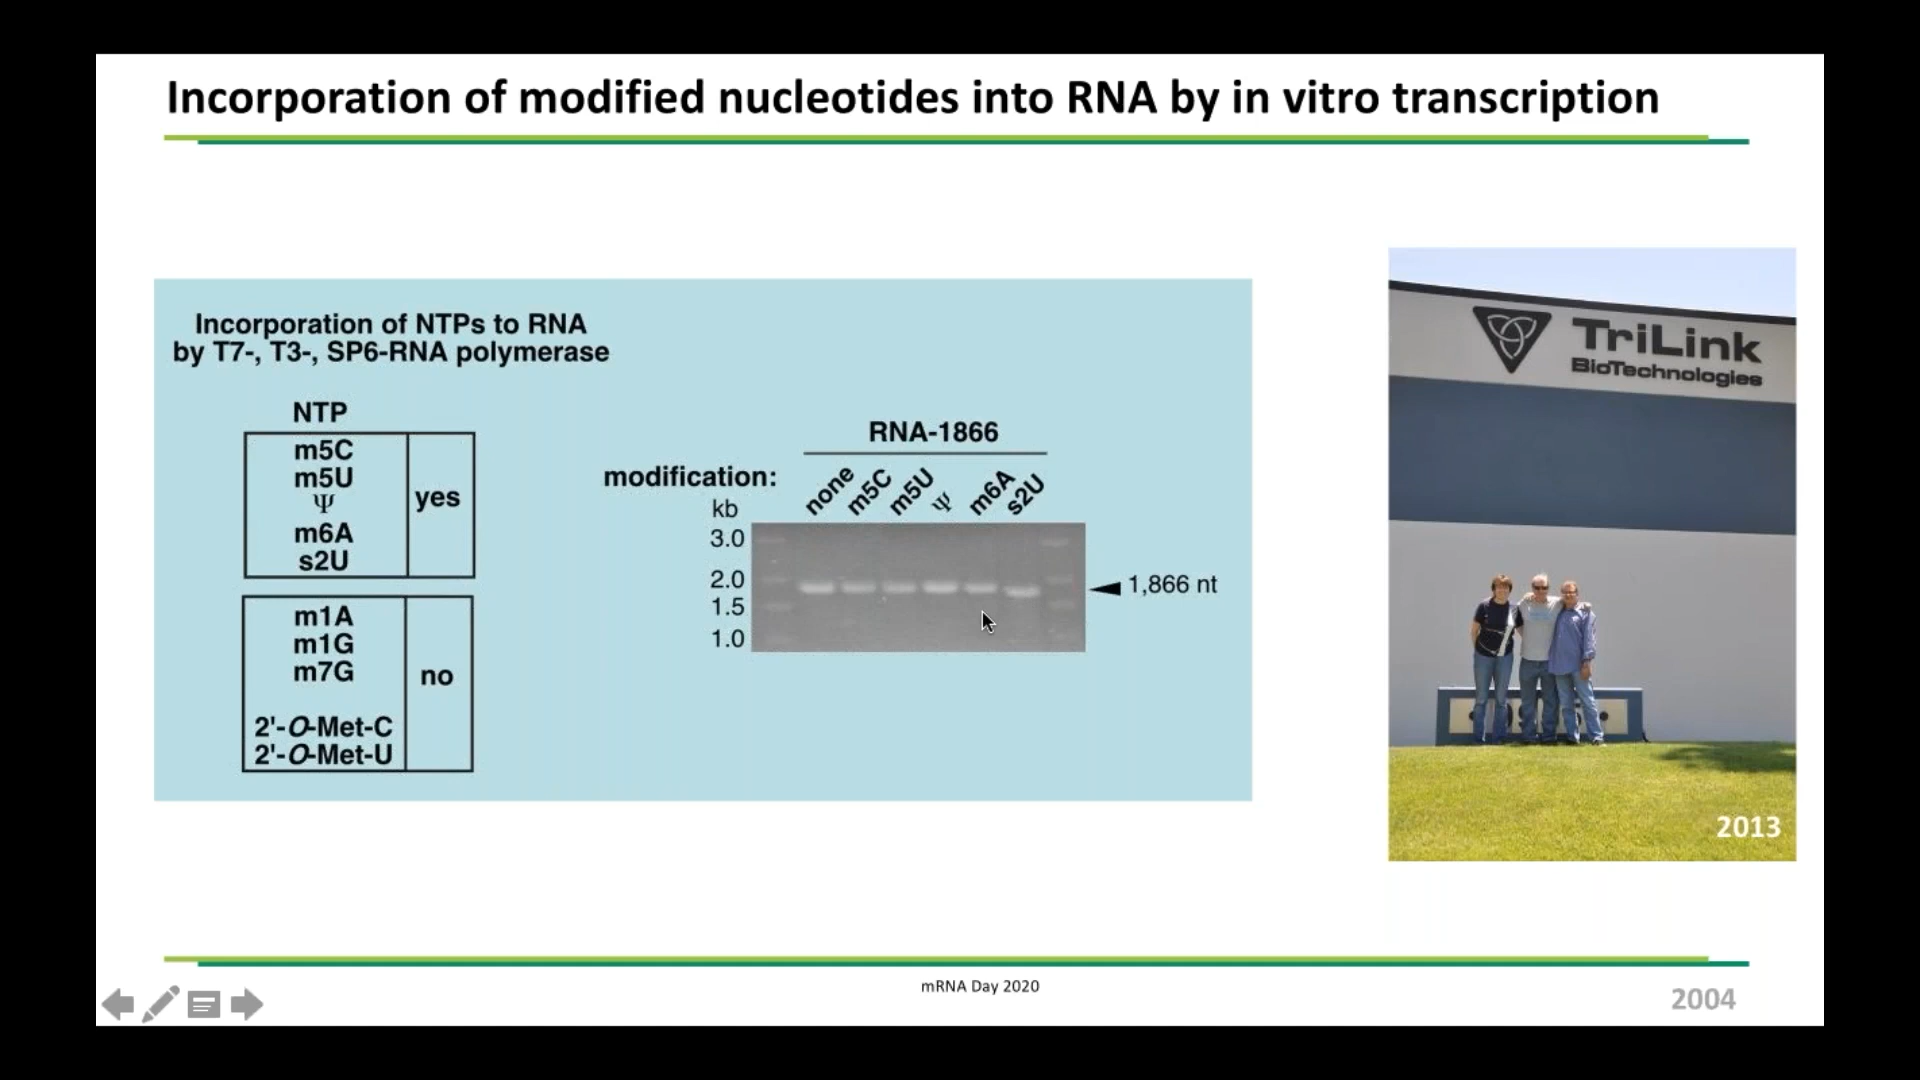 Incorporation of modified nucleotides into RNA by in vitro transcription
Incorporation of NTPs to RNA
by T7-, T3-, SP6-RNA polymerase
NTP
m5C
m5U
Ψ
m6A
s2U
yes
m1A
m1G
m7G
2'-O-Met-C
2'-O-Met-U
no
RNA-1866
modification:
none m5C m5U Ψ m6A s2U
kb
3.0
2.0
1.5
1.0
1,866 nt
TriLink
BioTechnologies
2013
mRNA Day 2020
2004